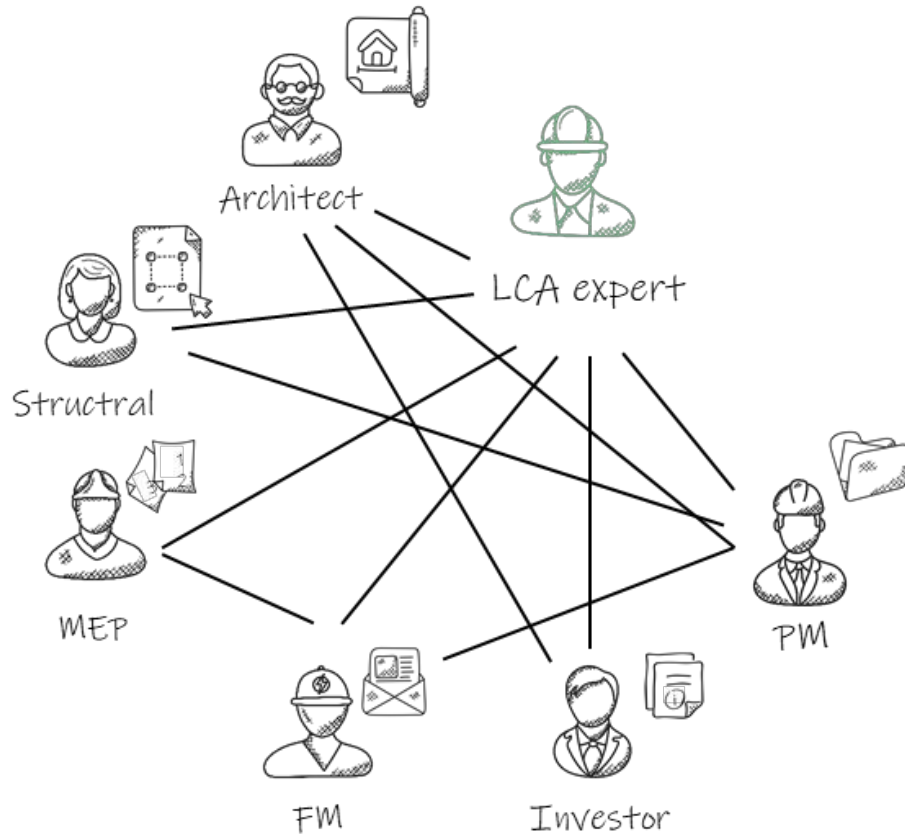 Architect
LCA expert
Structral
MEP
PM
FM
Investor